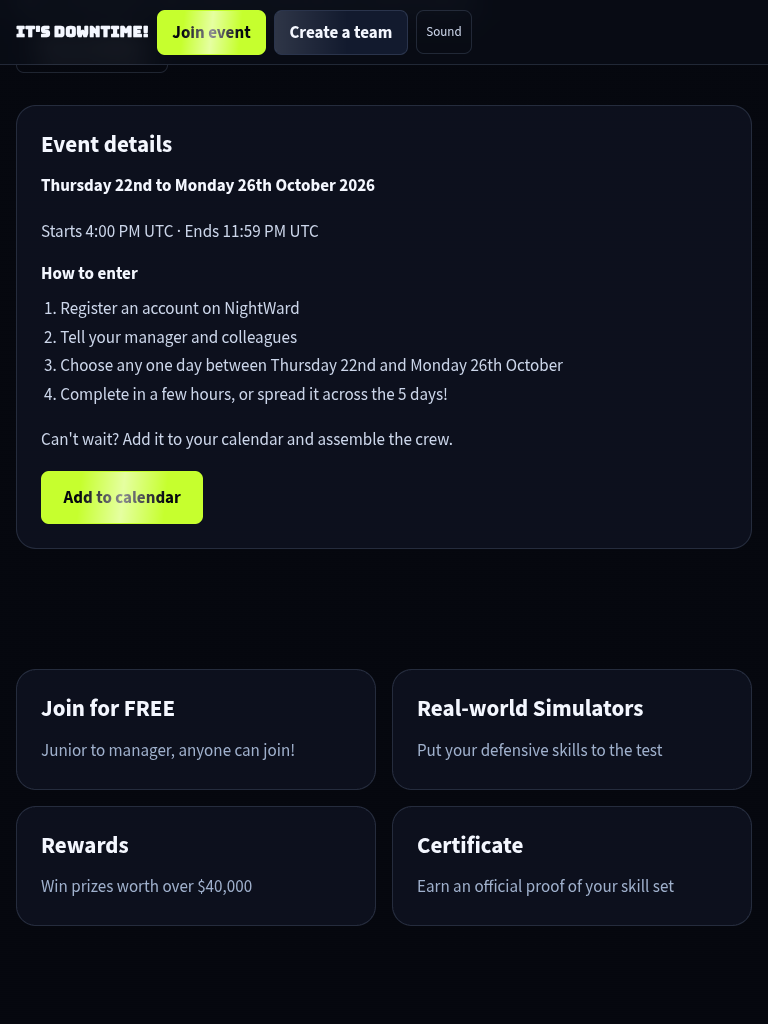 IT'S DOWNTIME!
Join event
Create a team
Sound
Event details
Thursday 22nd to Monday 26th October 2026
Starts 4:00 PM UTC · Ends 11:59 PM UTC
How to enter
1. Register an account on NightWard
2. Tell your manager and colleagues
3. Choose any one day between Thursday 22nd and Monday 26th October
4. Complete in a few hours, or spread it across the 5 days!
Can't wait? Add it to your calendar and assemble the crew.
Add to calendar
Join for FREE
Junior to manager, anyone can join!
Real-world Simulators
Put your defensive skills to the test
Rewards
Win prizes worth over $40,000
Certificate
Earn an official proof of your skill set